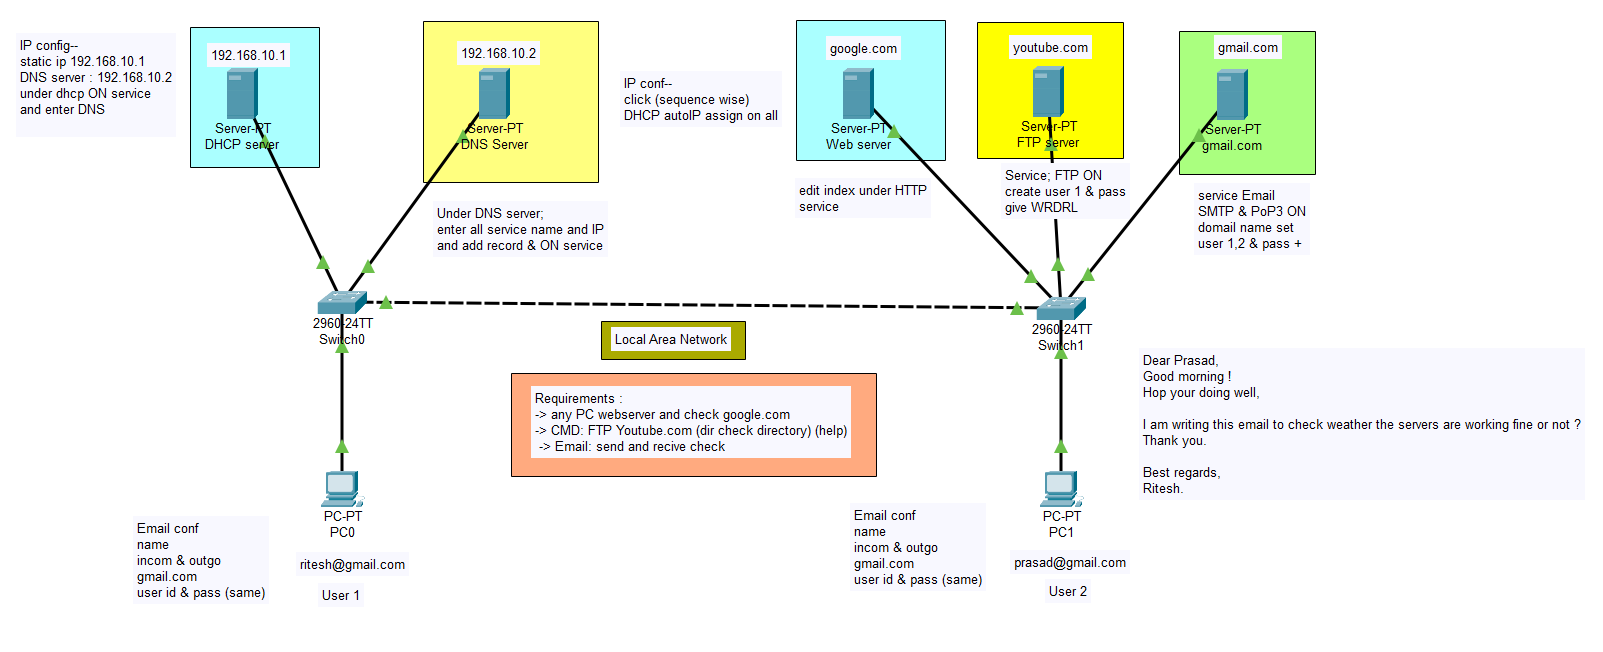 IP config--
static ip 192.168.10.1
DNS server : 192.168.10.2
under dhcp ON service
and enter DNS
192.168.10.1
Server-PT
DHCP server
192.168.10.2
Server-PT
DNS Server
Under DNS server;
enter all service name and IP
and add record & ON service
IP conf--
click (sequence wise)
DHCP autoIP assign on all
google.com
Server-PT
Web server
edit index under HTTP
service
youtube.com
Server-PT
FTP server
Service; FTP ON
create user 1 & pass
give WRDRL
gmail.com
Server-PT
gmail.com
service Email
SMTP & PoP3 ON
domail name set
user 1,2 & pass +
2960-24TT
Switch0
2960-24TT
Switch1
Local Area Network
Requirements :
-> any PC webserver and check google.com
-> CMD: FTP Youtube.com (dir check directory) (help)
-> Email: send and recive check
Dear Prasad,
Good morning !
Hop your doing well,
I am writing this email to check weather the servers are working fine or not ?
Thank you.
Best regards,
Ritesh.
PC-PT
PC0
Email conf
name
incom & outgo
gmail.com
user id & pass (same)
ritesh@gmail.com
User 1
Email conf
name
incom & outgo
gmail.com
user id & pass (same)
PC-PT
PC1
prasad@gmail.com
User 2